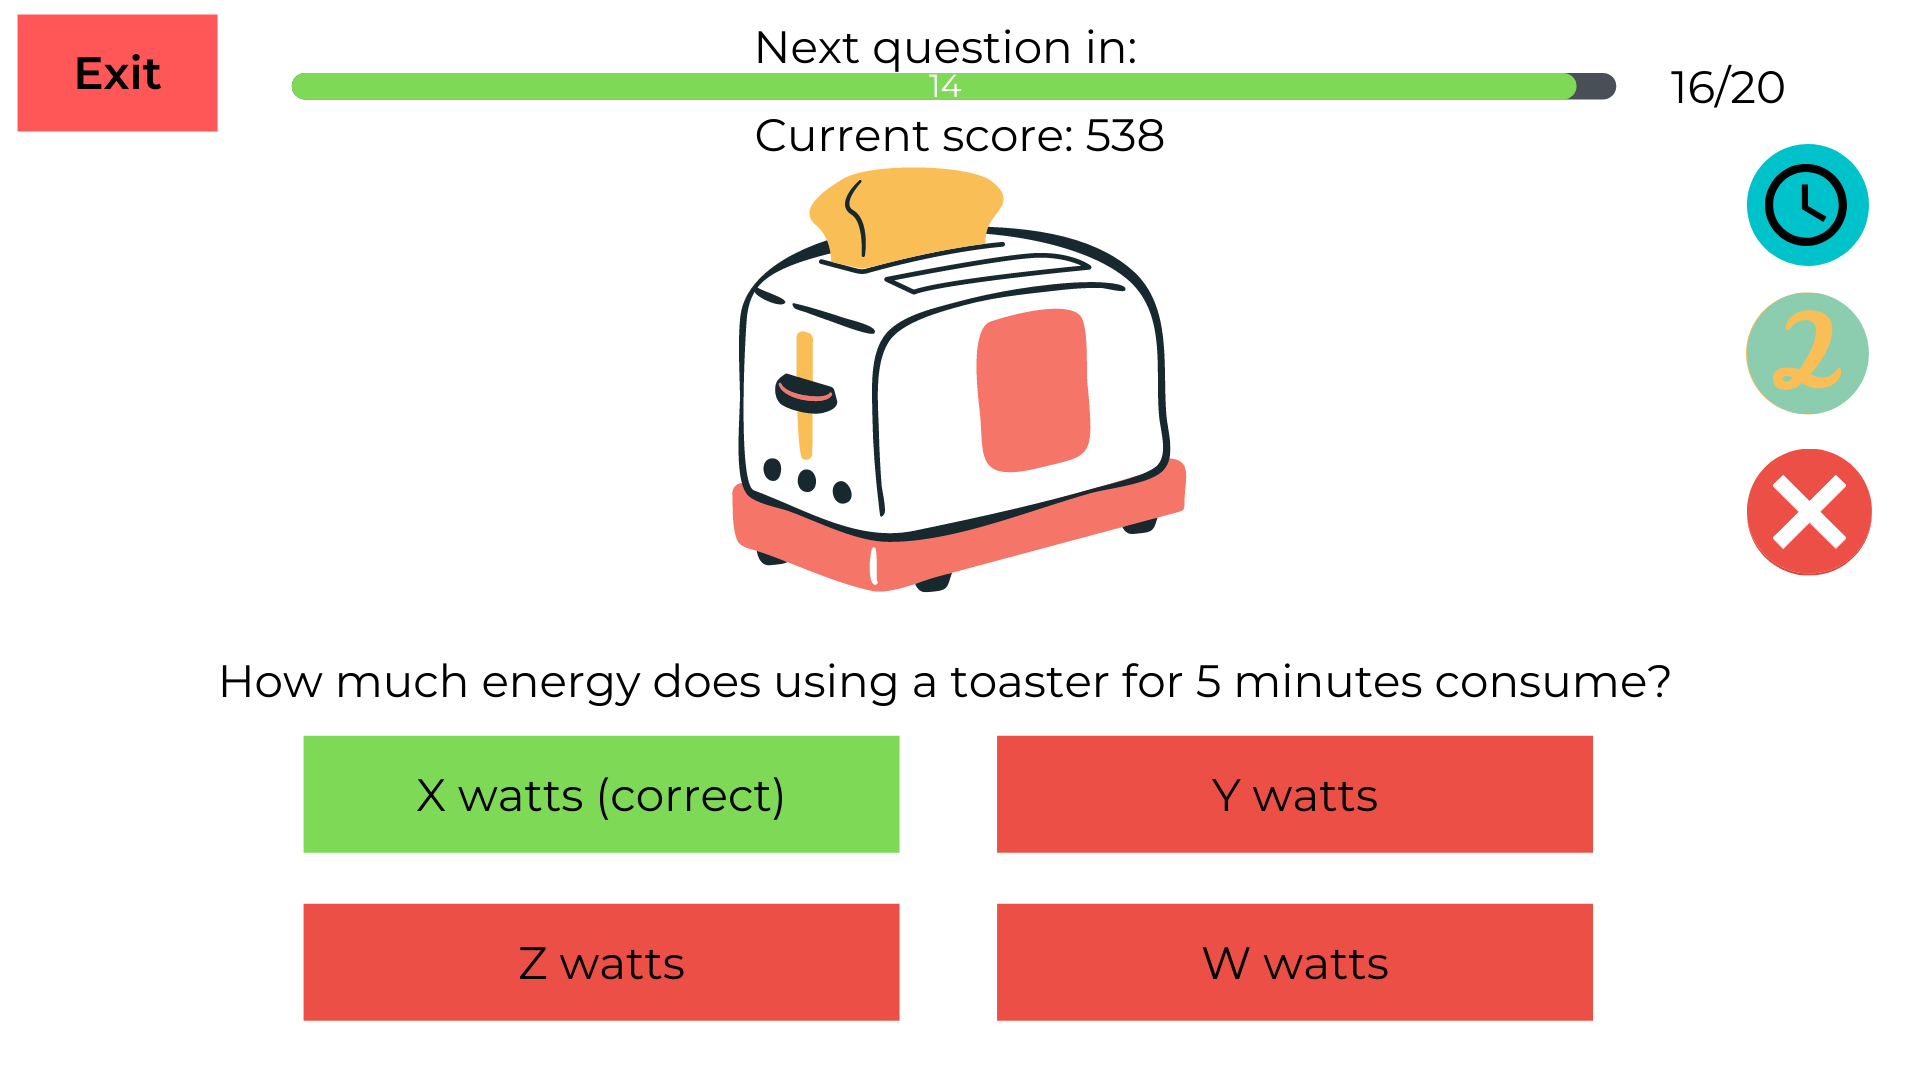 Exit
Next question in:
14
16/20
Current score: 538
2
How much energy does using a toaster for 5 minutes consume?
X watts (correct)
Y watts
Z watts
W watts